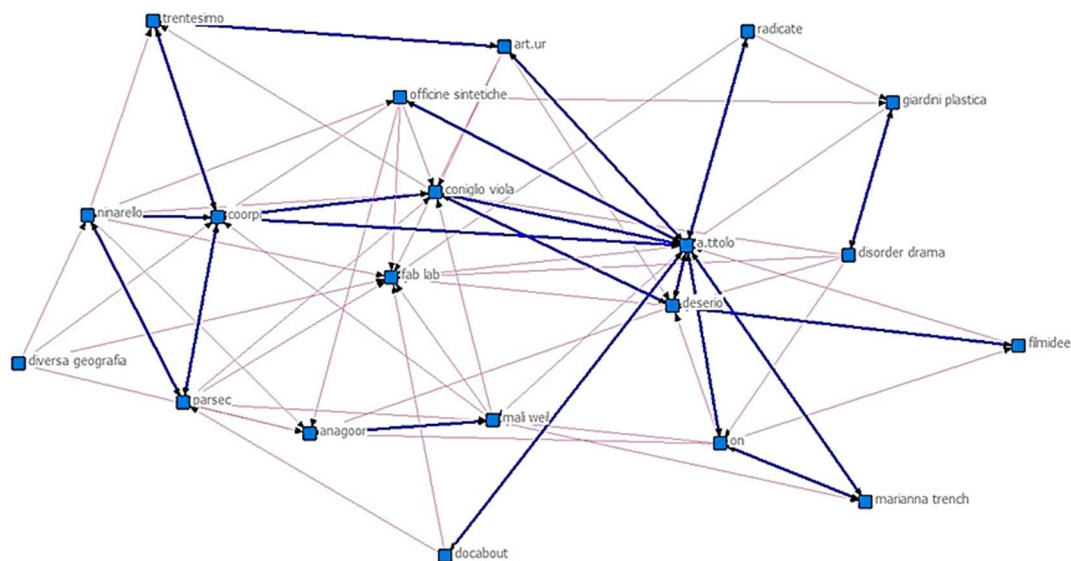 trentesimo
radicate
art.ur
officine sintetiche
giardini plastica
coniglio viola
ninarello
coorpi
a.ttolo
disorder drama
fab lab
deserio
filmidee
diversa geografia
parsec
mali weil
anagoor
on
marianna trench
docabout